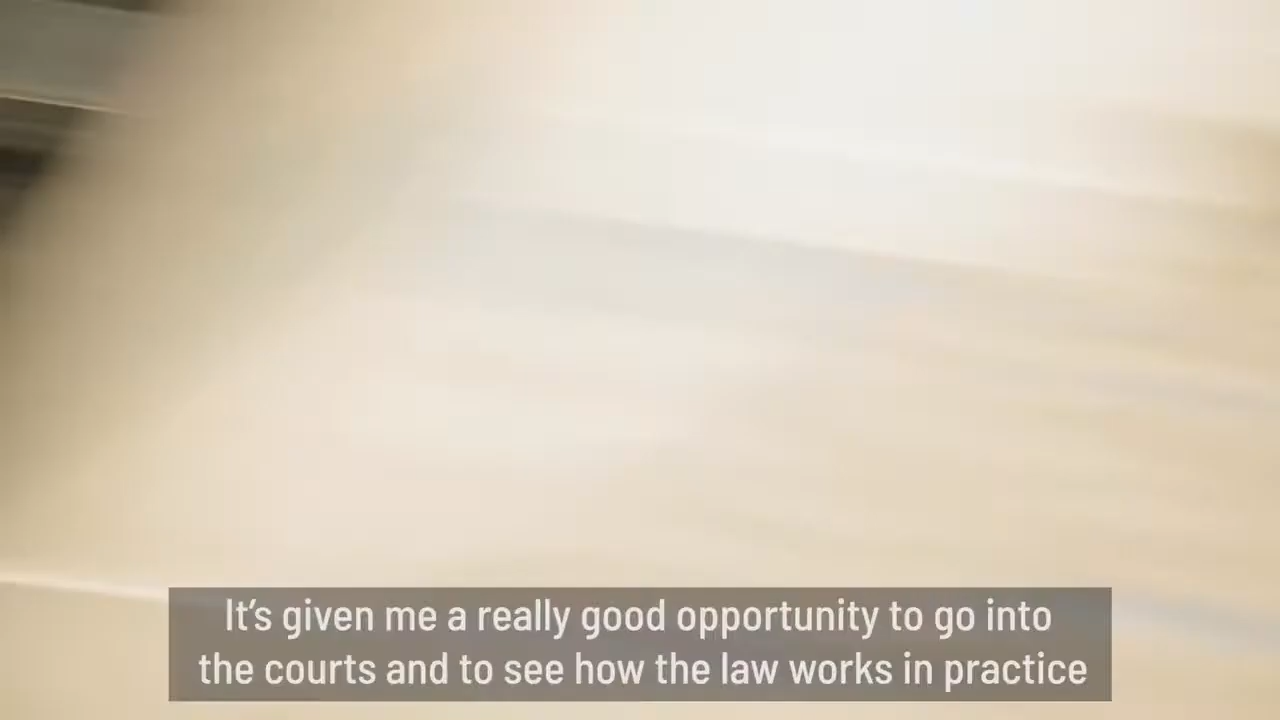 It’s given me a really good opportunity to go into
the courts and to see how the law works in practice